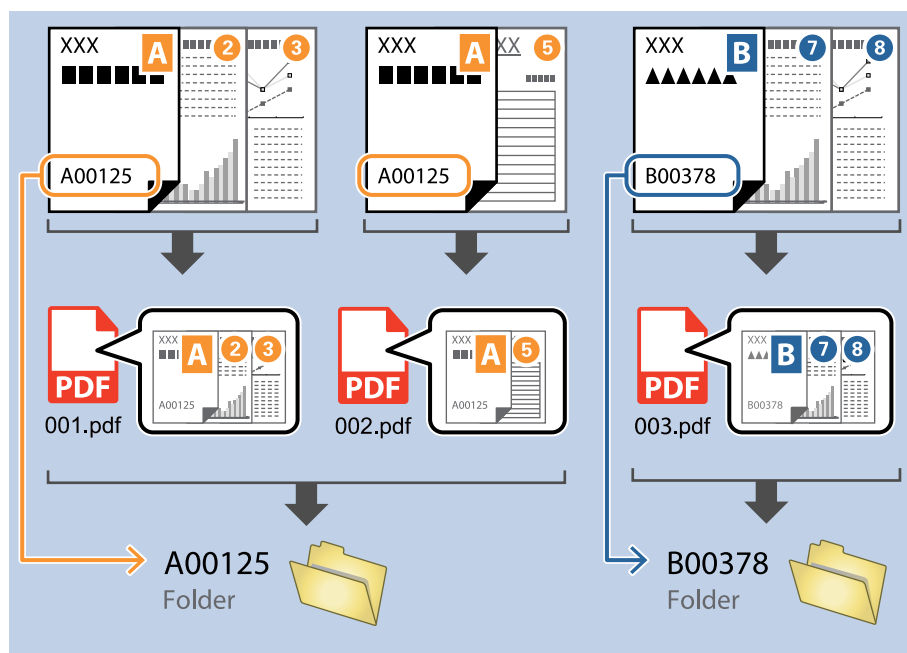 XXX A 2 3
A00125
XXX A XX 5
A00125
XXX B 7 8
B00378
PDF
001.pdf
XXX A 2 3
A00125
PDF
002.pdf
XXX A 5
A00125
PDF
003.pdf
XXX B 7 8
B00378
A00125
Folder
B00378
Folder